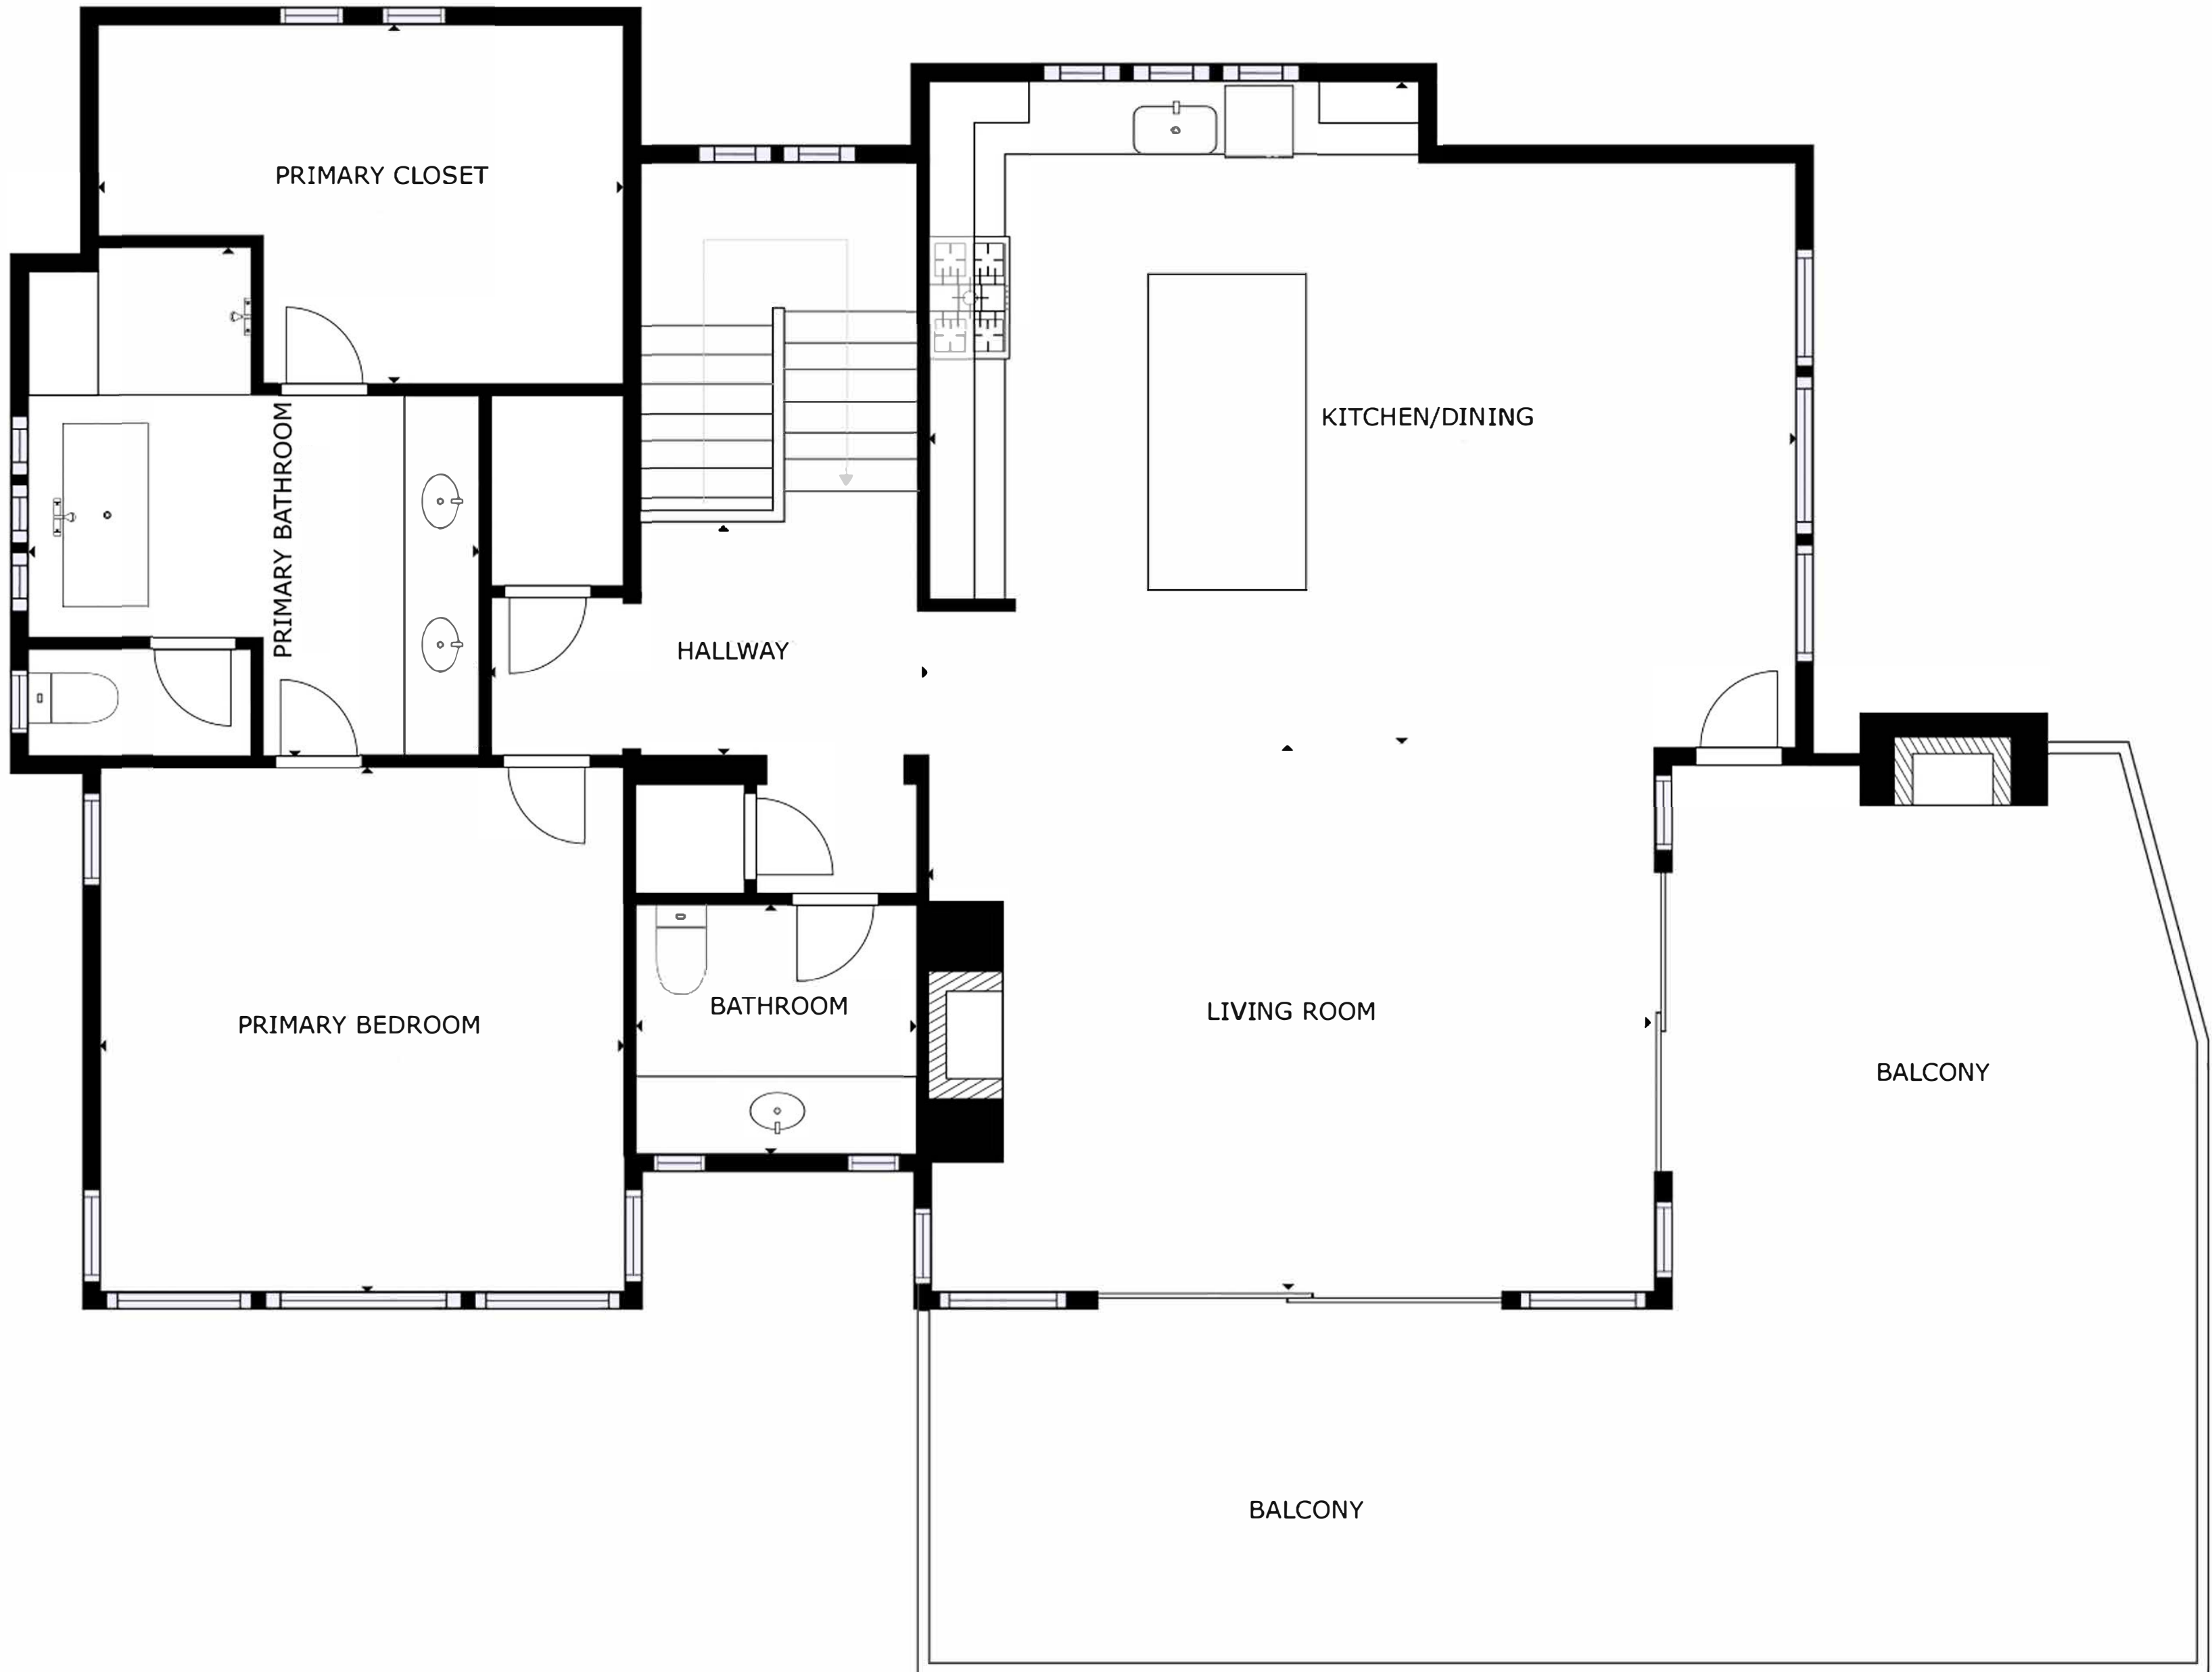 PRIMARY CLOSET
KITCHEN/DINING
PRIMARY BATHROOM
HALLWAY
PRIMARY BEDROOM
BATHROOM
LIVING ROOM
BALCONY
BALCONY